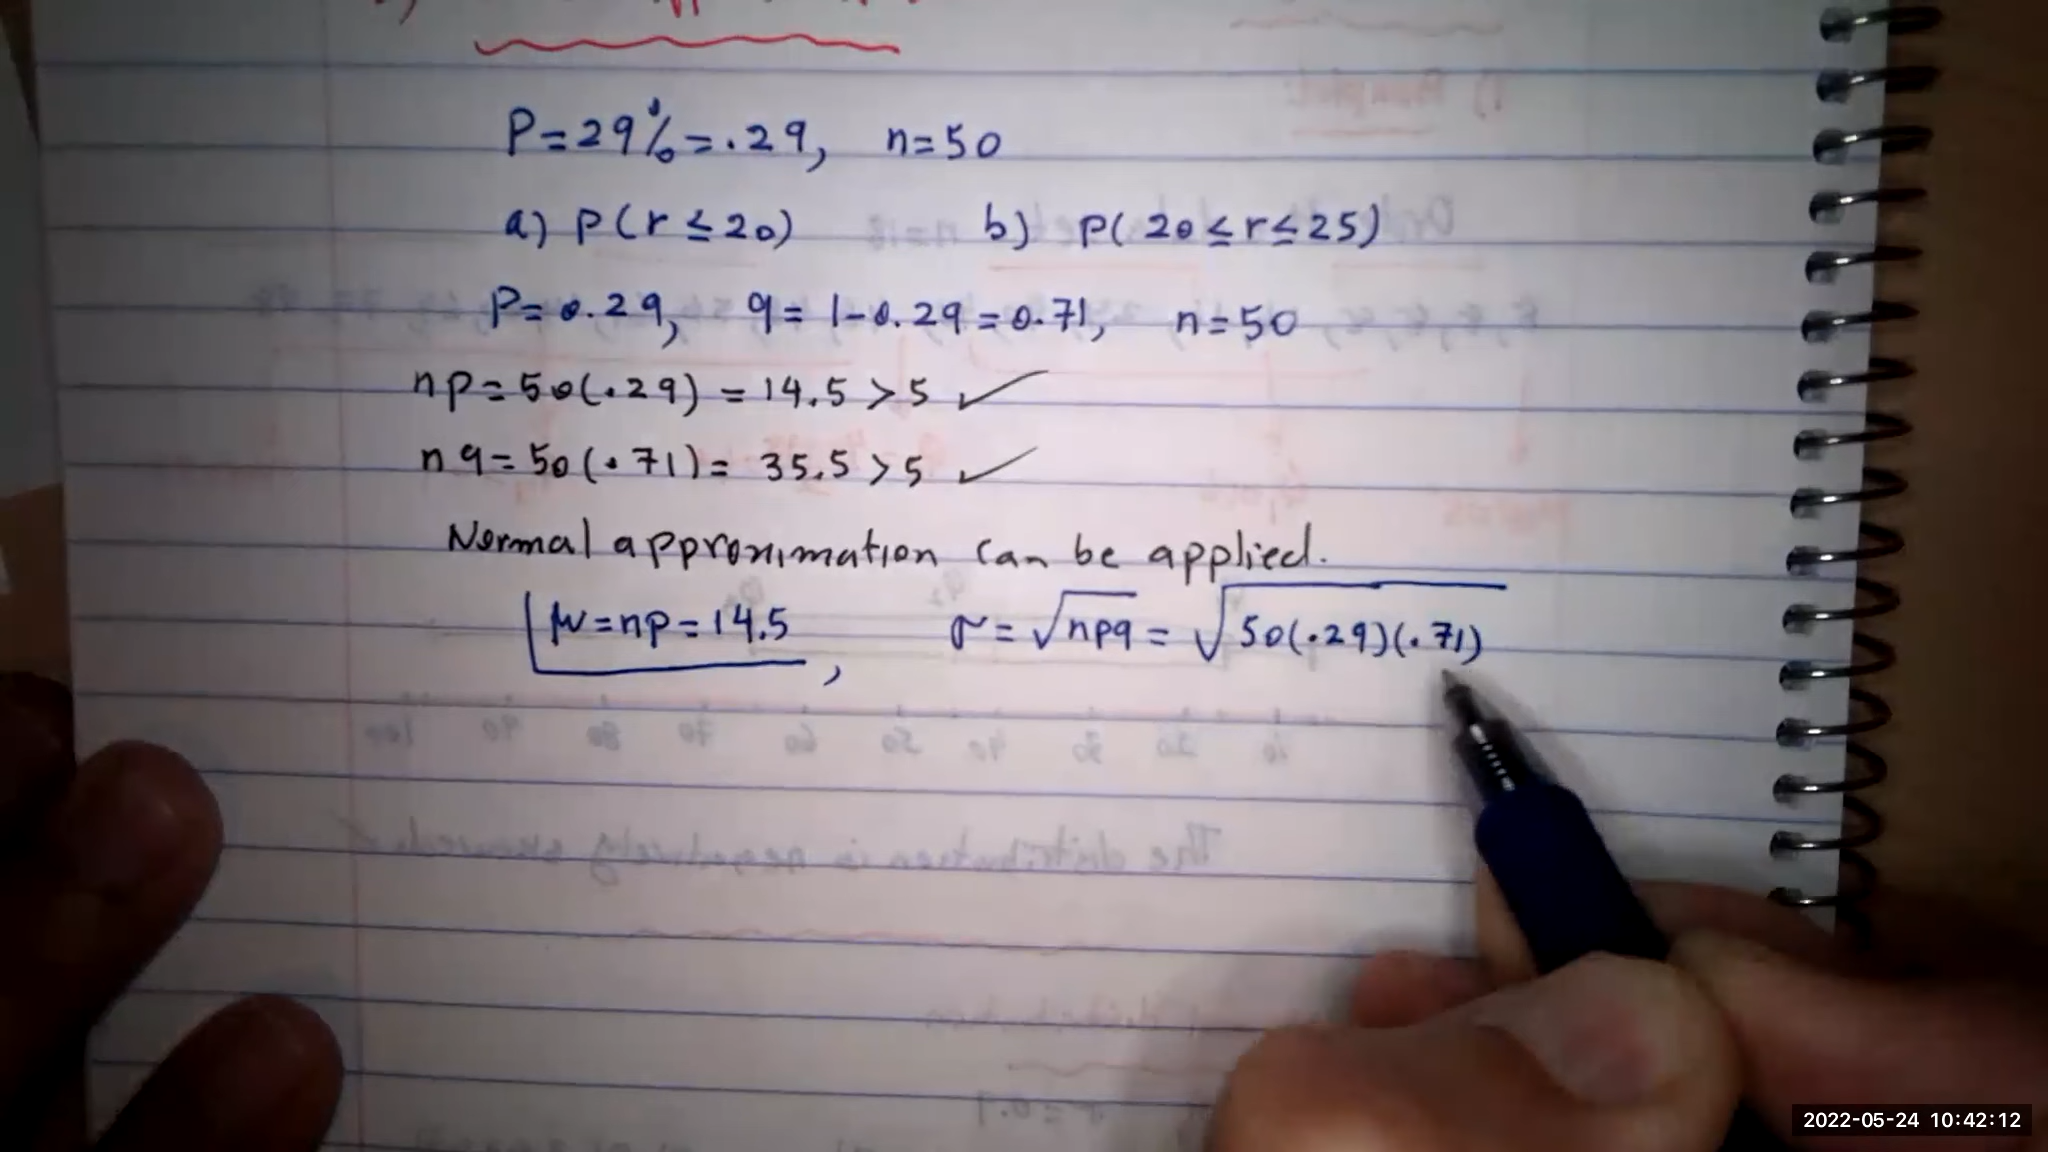 P=29%=.29, n=50
a) P(r≤20) b) P(20≤r≤25)
P=0.29, q=1-0.29=0.71, n=50
np=50(.29)=14.5>5 ✓
nq=50(.71)=35.5>5 ✓
Normal approximation can be applied.
μ=np=14.5, σ=√npq=√50(.29)(.71)
2022-05-24 10:42:12